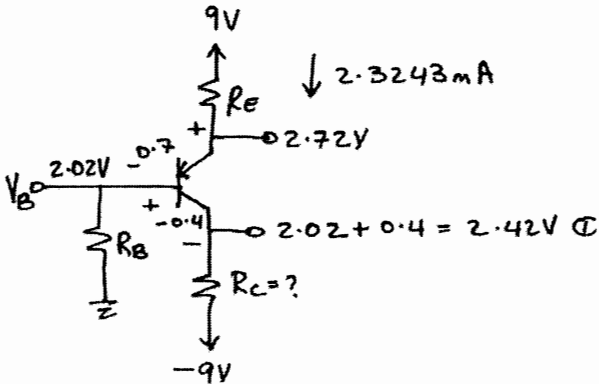 9V
2.3243mA
RE
+
2.72V
-0.7
2.02V
VB
+
-0.4
-
2.02 + 0.4 = 2.42V
RB
RC=?
-9V